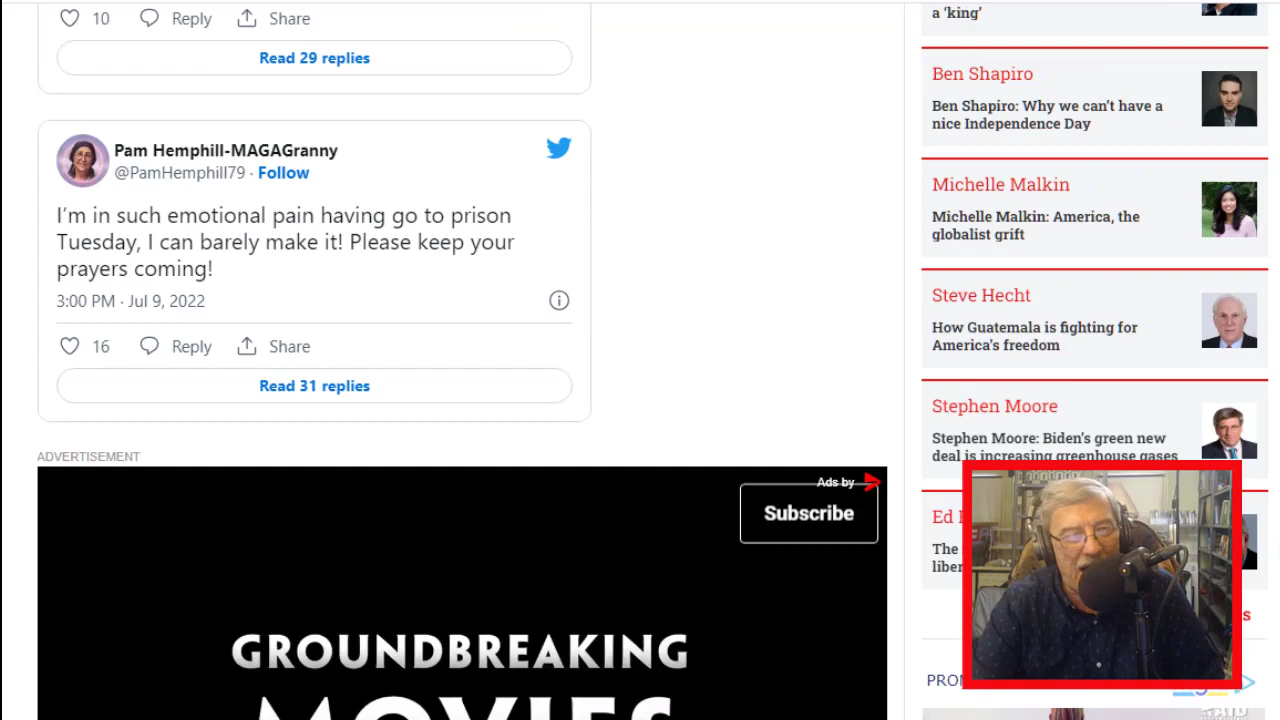 10 Reply Share
Read 29 replies
Pam Hemphill-MAGAGranny
@PamHemphill79 · Follow
I'm in such emotional pain having go to prison
Tuesday, I can barely make it! Please keep your
prayers coming!
3:00 PM · Jul 9, 2022
16 Reply Share
Read 31 replies
ADVERTISEMENT
Ads by
Subscribe
GROUNDBREAKING
MOVIES
a 'king'
Ben Shapiro
Ben Shapiro: Why we can't have a
nice Independence Day
Michelle Malkin
Michelle Malkin: America, the
globalist grift
Steve Hecht
How Guatemala is fighting for
America's freedom
Stephen Moore
Stephen Moore: Biden's green new
deal is increasing greenhouse gases
Ed
The